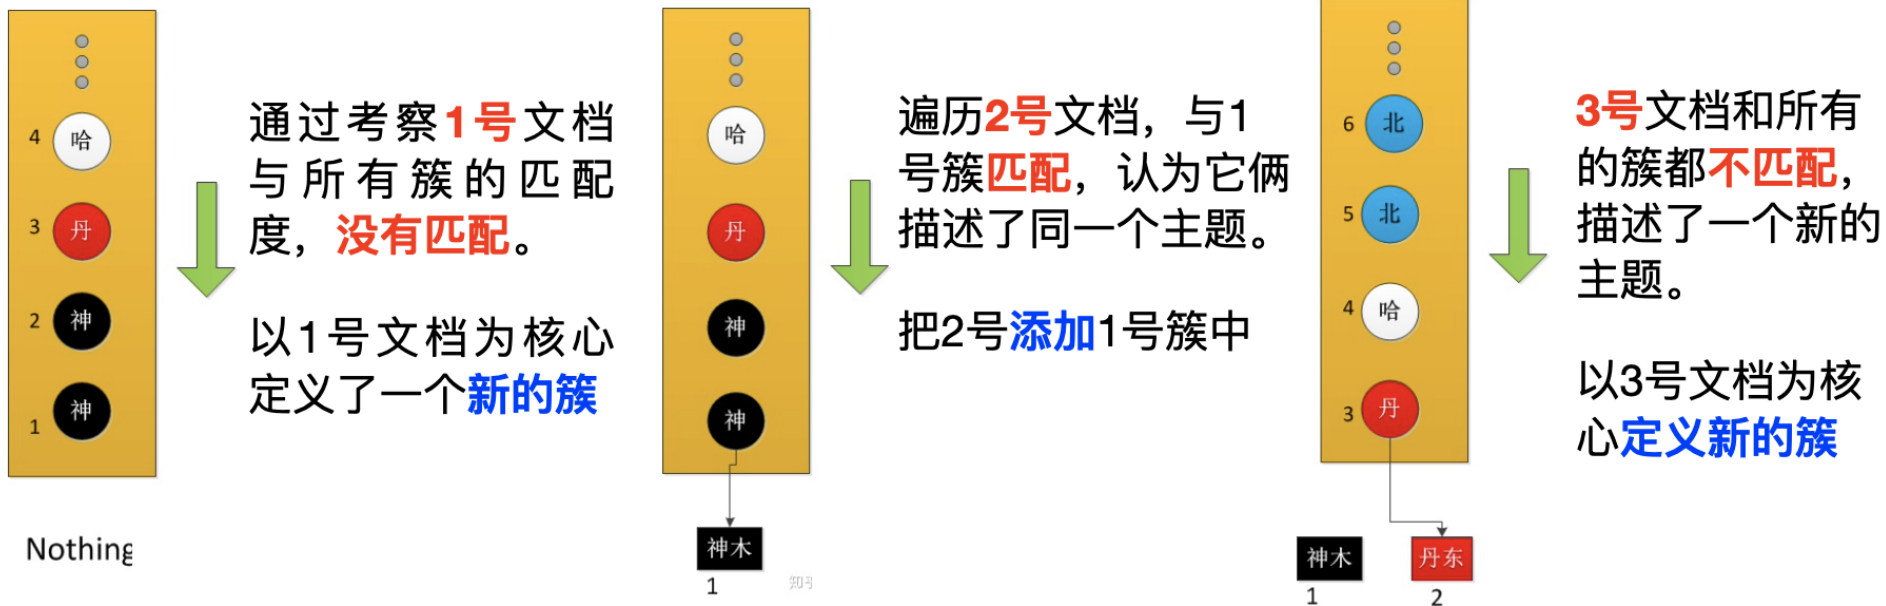 4 哈
3 丹
2 神
1 神
Nothing
通过考察1号文档
与所有簇的匹配
度，没有匹配。
以1号文档为核心
定义了一个新的簇
哈
丹
神
神
神木
1
遍历2号文档，与1
号簇匹配，认为它俩
描述了同一个主题。
把2号添加1号簇中
6 北
5 北
4 哈
3 丹
神木 丹东
1 2
3号文档和所有
的簇都不匹配，
描述了一个新的
主题。
以3号文档为核
心定义新的簇